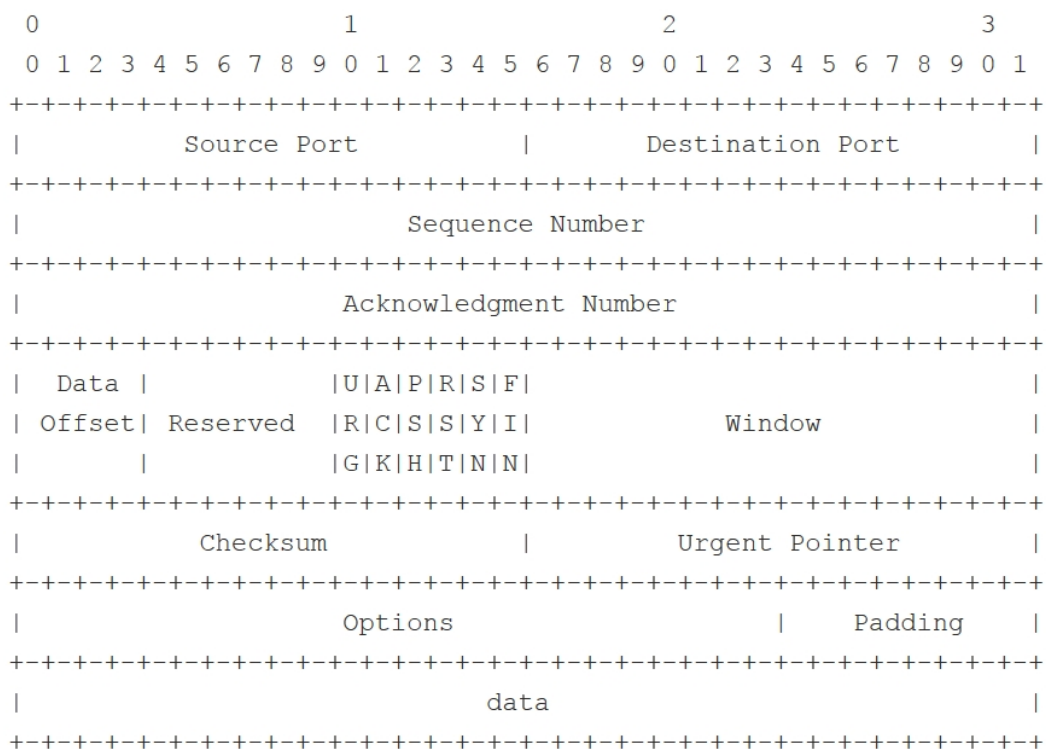 0                   1                   2                   3
 0 1 2 3 4 5 6 7 8 9 0 1 2 3 4 5 6 7 8 9 0 1 2 3 4 5 6 7 8 9 0 1
+-+-+-+-+-+-+-+-+-+-+-+-+-+-+-+-+-+-+-+-+-+-+-+-+-+-+-+-+-+-+-+-+
|          Source Port          |       Destination Port        |
+-+-+-+-+-+-+-+-+-+-+-+-+-+-+-+-+-+-+-+-+-+-+-+-+-+-+-+-+-+-+-+-+
|                        Sequence Number                        |
+-+-+-+-+-+-+-+-+-+-+-+-+-+-+-+-+-+-+-+-+-+-+-+-+-+-+-+-+-+-+-+-+
|                    Acknowledgment Number                      |
+-+-+-+-+-+-+-+-+-+-+-+-+-+-+-+-+-+-+-+-+-+-+-+-+-+-+-+-+-+-+-+-+
|  Data |           |U|A|P|R|S|F|                               |
| Offset| Reserved  |R|C|S|S|Y|I|            Window             |
|       |           |G|K|H|T|N|N|                               |
+-+-+-+-+-+-+-+-+-+-+-+-+-+-+-+-+-+-+-+-+-+-+-+-+-+-+-+-+-+-+-+-+
|           Checksum            |         Urgent Pointer        |
+-+-+-+-+-+-+-+-+-+-+-+-+-+-+-+-+-+-+-+-+-+-+-+-+-+-+-+-+-+-+-+-+
|                    Options                    |    Padding    |
+-+-+-+-+-+-+-+-+-+-+-+-+-+-+-+-+-+-+-+-+-+-+-+-+-+-+-+-+-+-+-+-+
|                             data                              |
+-+-+-+-+-+-+-+-+-+-+-+-+-+-+-+-+-+-+-+-+-+-+-+-+-+-+-+-+-+-+-+-+